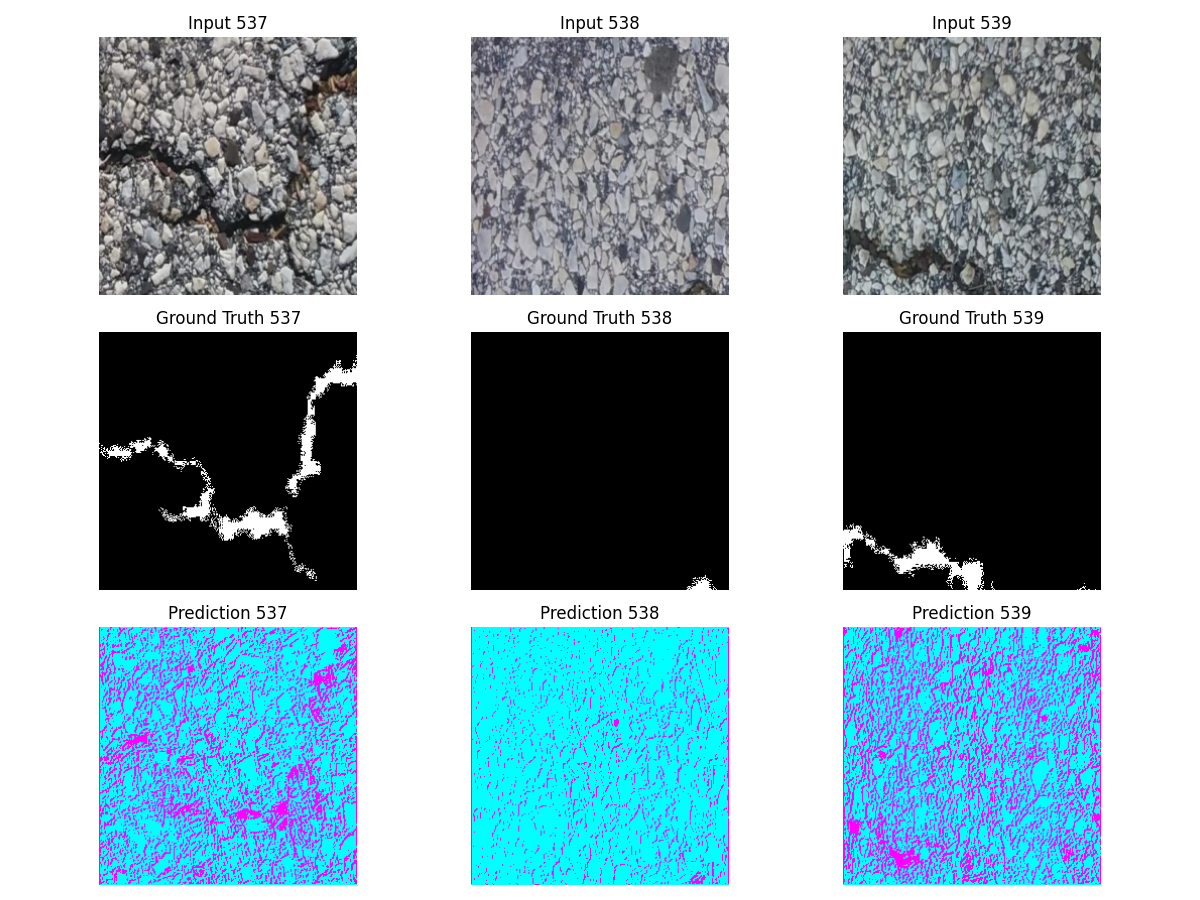 Input 537
Input 538
Input 539
Ground Truth 537
Ground Truth 538
Ground Truth 539
Prediction 537
Prediction 538
Prediction 539